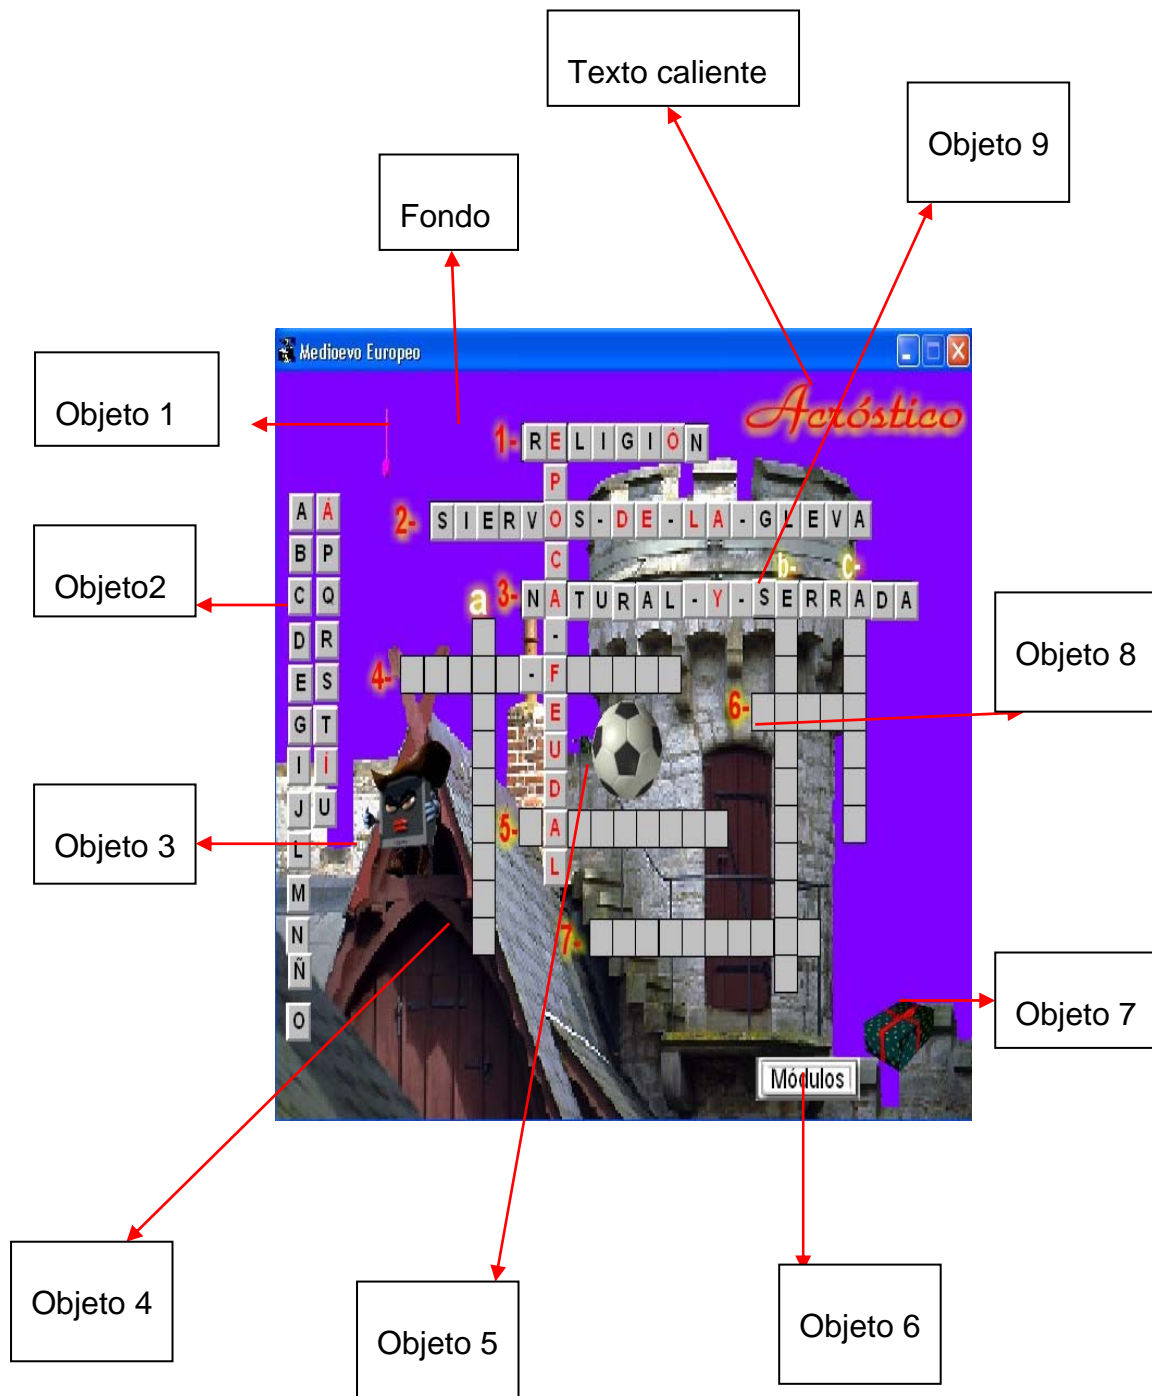 Texto caliente
Objeto 9
Fondo
Medioevo Europeo
Objeto 1
Acróstico
1- RELIGIÓN
P
2- SIERVOS-DE-LA-GLEVA
C
b- c-
a 3- NATURAL-Y-SERRADA
-
4- - F
E
U
D
5- A
L
6-
7-
A Á
B P
C Q
D R
E S
G T
I Í
J U
L
M
N
Ñ
O
Objeto2
Objeto 8
Objeto 3
Objeto 7
Módulos
Objeto 4
Objeto 5
Objeto 6